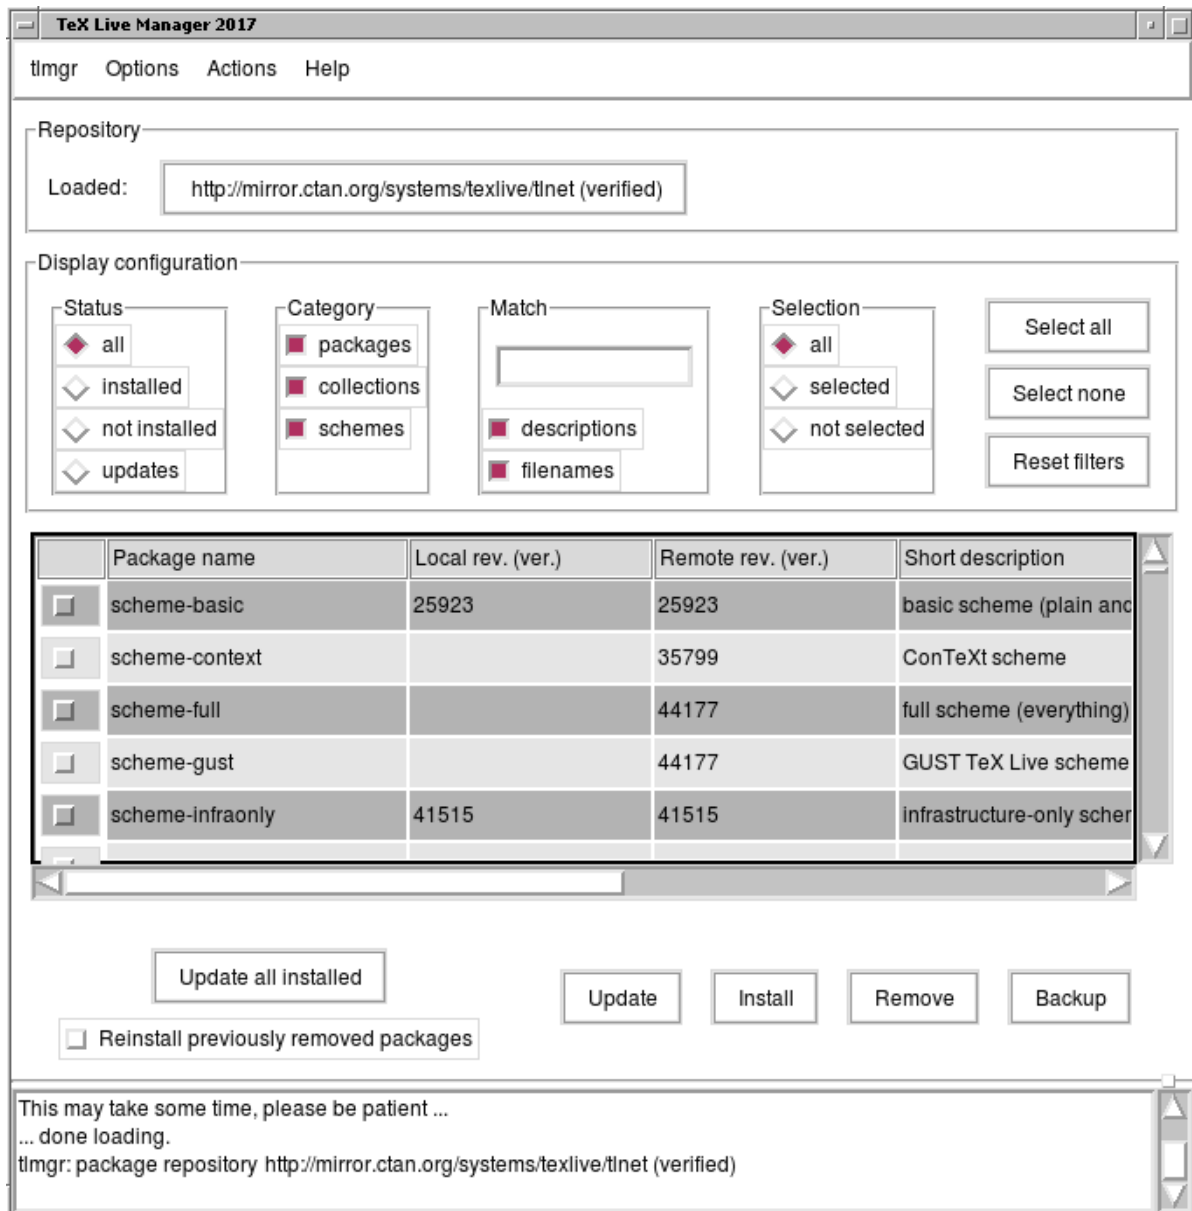 TeX Live Manager 2017
tlmgr Options Actions Help
Repository
Loaded: http://mirror.ctan.org/systems/texlive/tlnet (verified)
Display configuration
Status Category Match Selection
all packages all Select all
installed collections selected Select none
not installed schemes descriptions not selected
updates filenames Reset filters
Package name Local rev. (ver.) Remote rev. (ver.) Short description
scheme-basic 25923 25923 basic scheme (plain and
scheme-context 35799 ConTeXt scheme
scheme-full 44177 full scheme (everything)
scheme-gust 44177 GUST TeX Live scheme
scheme-infraonly 41515 41515 infrastructure-only schem
Update all installed Update Install Remove Backup
Reinstall previously removed packages
This may take some time, please be patient ...
... done loading.
tlmgr: package repository http://mirror.ctan.org/systems/texlive/tlnet (verified)